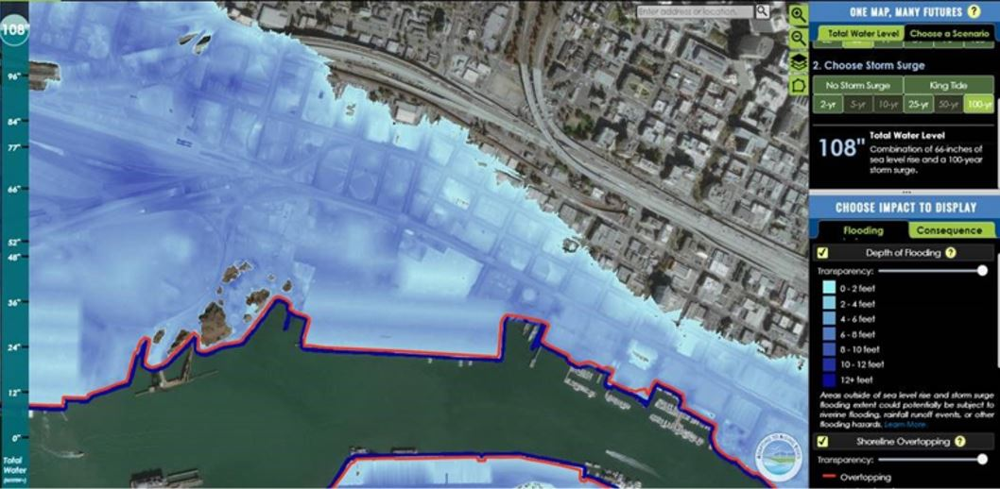 108"
96"
84"
77"
66"
52"
48"
36"
24"
12"
0"
Total
Water
Enter address or location.
ONE MAP, MANY FUTURES ?
Total Water Level Choose a Scenario
2. Choose Storm Surge
No Storm Surge King Tide
2-yr 5-yr 10-yr 25-yr 50-yr 100-yr
108" Total Water Level
Combination of 66-inches of
sea level rise and a 100-year
storm surge.
CHOOSE IMPACT TO DISPLAY
Flooding Consequence
Depth of Flooding ?
Transparency:
0 - 2 feet
2 - 4 feet
4 - 6 feet
6 - 8 feet
8 - 10 feet
10 - 12 feet
12+ feet
Areas outside of sea level rise and storm surge
flooding extent could potentially be subject to
riverine flooding, rainfall runoff events, or other
flooding hazards. Learn More.
Shoreline Overtopping ?
Transparency:
Overtopping